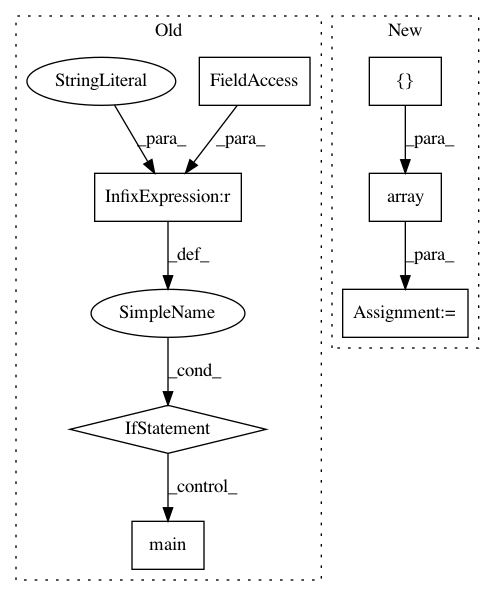 Old
New
StringLiteral
FieldAccess
{}
_para_
_para_
_para_
InfixExpression:r
array
_def_
_para_
SimpleName
Assignment:=
_cond_
IfStatement
_control_
main